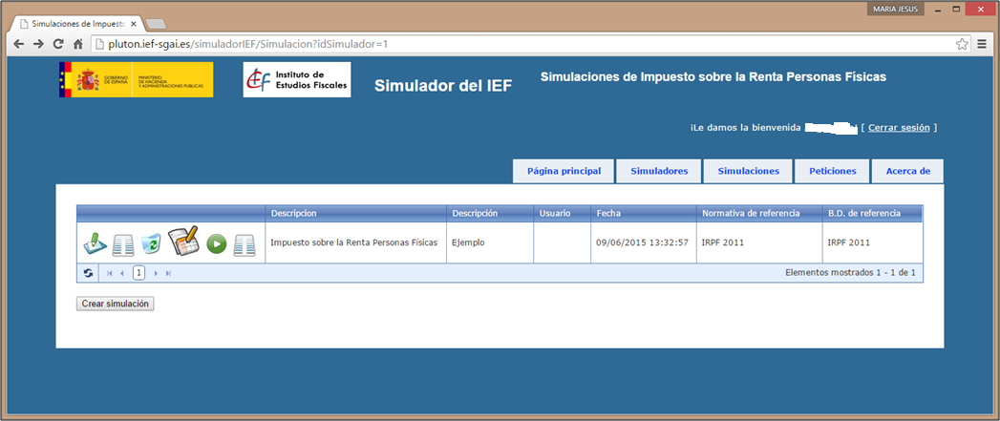 MARIA JESUS
Simulaciones de Impuesto
pluton.ief-sgai.es/simuladorIEF/Simulacion?idSimulador=1
GOBIERNO DE ESPAÑA
MINISTERIO DE HACIENDA Y ADMINISTRACIONES PÚBLICAS
Instituto de
Estudios Fiscales
Simulador del IEF
Simulaciones de Impuesto sobre la Renta Personas Físicas
¡Le damos la bienvenida [ Cerrar sesión ]
Página principal Simuladores Simulaciones Peticiones Acerca de
Descripcion Descripción Usuario Fecha Normativa de referencia B.D. de referencia
Impuesto sobre la Renta Personas Físicas Ejemplo 09/06/2015 13:32:57 IRPF 2011 IRPF 2011
1 Elementos mostrados 1 - 1 de 1
Crear simulación